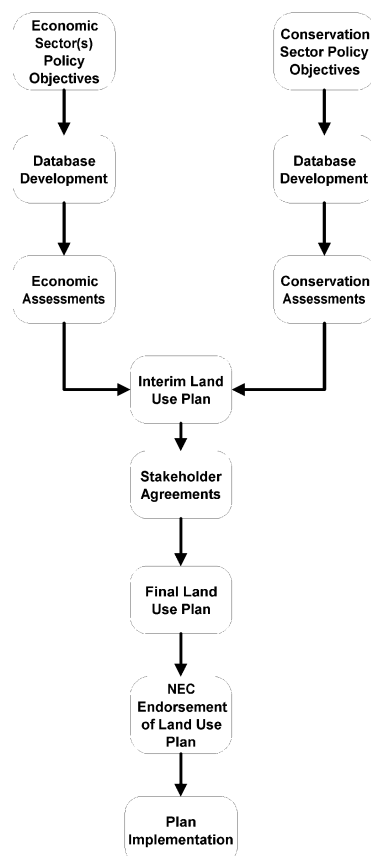 Economic
Sector(s)
Policy
Objectives
Conservation
Sector Policy
Objectives
Database
Development
Database
Development
Economic
Assessments
Conservation
Assessments
Interim Land
Use Plan
Stakeholder
Agreements
Final Land
Use Plan
NEC
Endorsement
of Land Use
Plan
Plan
Implementation